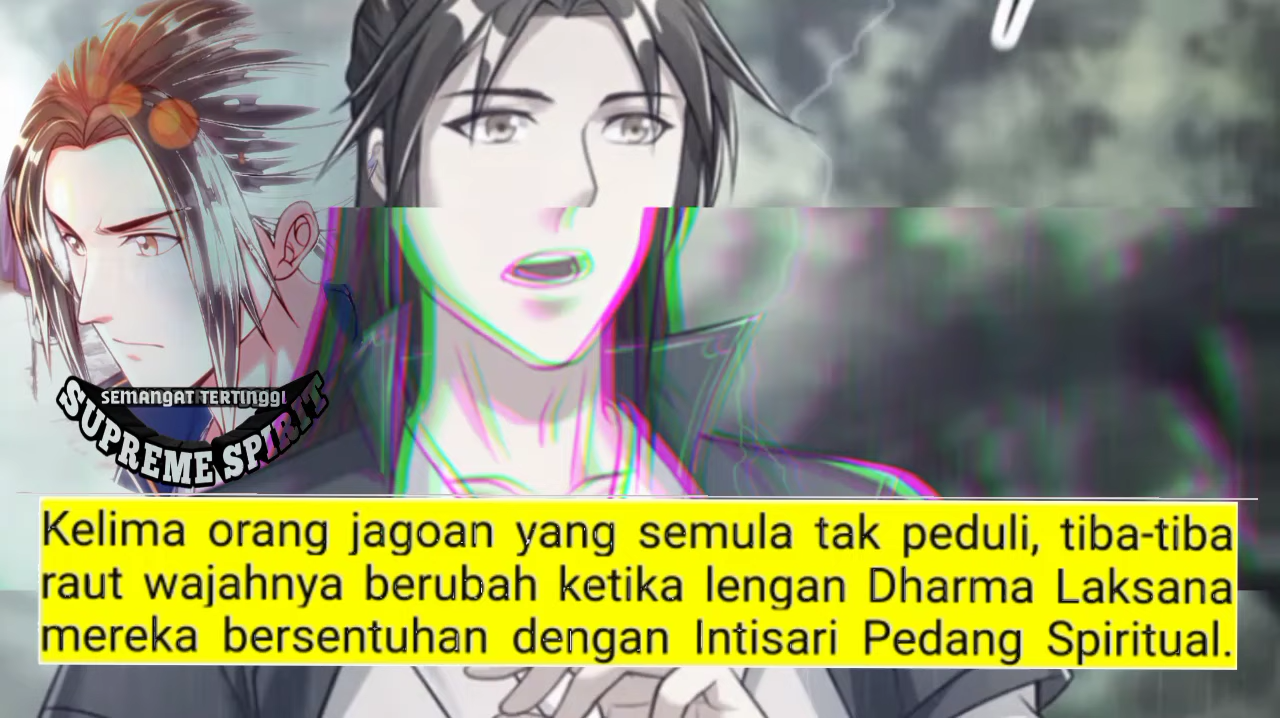 SEMANGAT TERTINGGI
SUPREME SPIRIT
Kelima orang jagoan yang semula tak peduli, tiba-tiba
raut wajahnya berubah ketika lengan Dharma Laksana
mereka bersentuhan dengan Intisari Pedang Spiritual.